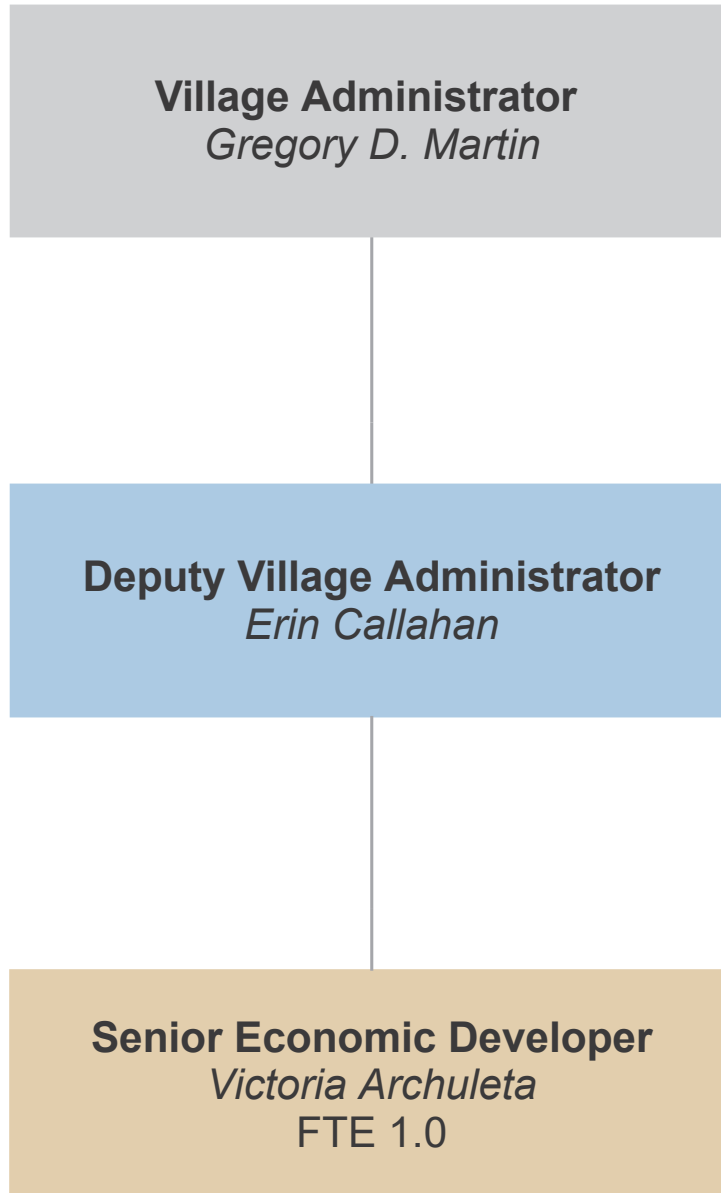 Village Administrator
Gregory D. Martin
Deputy Village Administrator
Erin Callahan
Senior Economic Developer
Victoria Archuleta
FTE 1.0